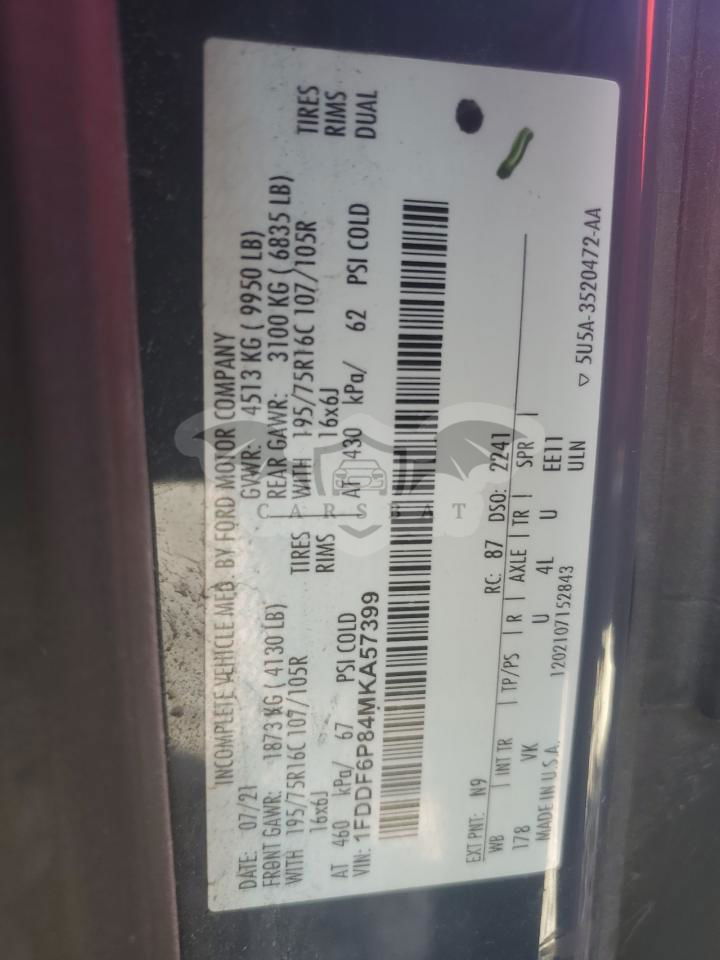 INCOMPLETE VEHICLE MFD. BY FORD MOTOR COMPANY
DATE: 07/21 GVWR: 4513 KG ( 9950 LB)
FRONT GAWR: 1873 KG ( 4130 LB) REAR GAWR: 3100 KG ( 6835 LB)
WITH 195/75R16C 107/105R TIRES WITH 195/75R16C 107/105R TIRES
16x6J RIMS 16x6J RIMS
AT 460 kPa/ 67 PSI COLD AT 430 kPa/ 62 PSI COLD DUAL
VIN: 1FDDF6P84MKA57399
CARSBAT
EXT PNT: N9 RC: 87 DSO: 2241
WB INT TR TP/PS R AXLE TR SPR
178 VK U 4L U EE11
MADE IN U.S.A. 1202107152843 ULN
▽ 5U5A-3520472-AA